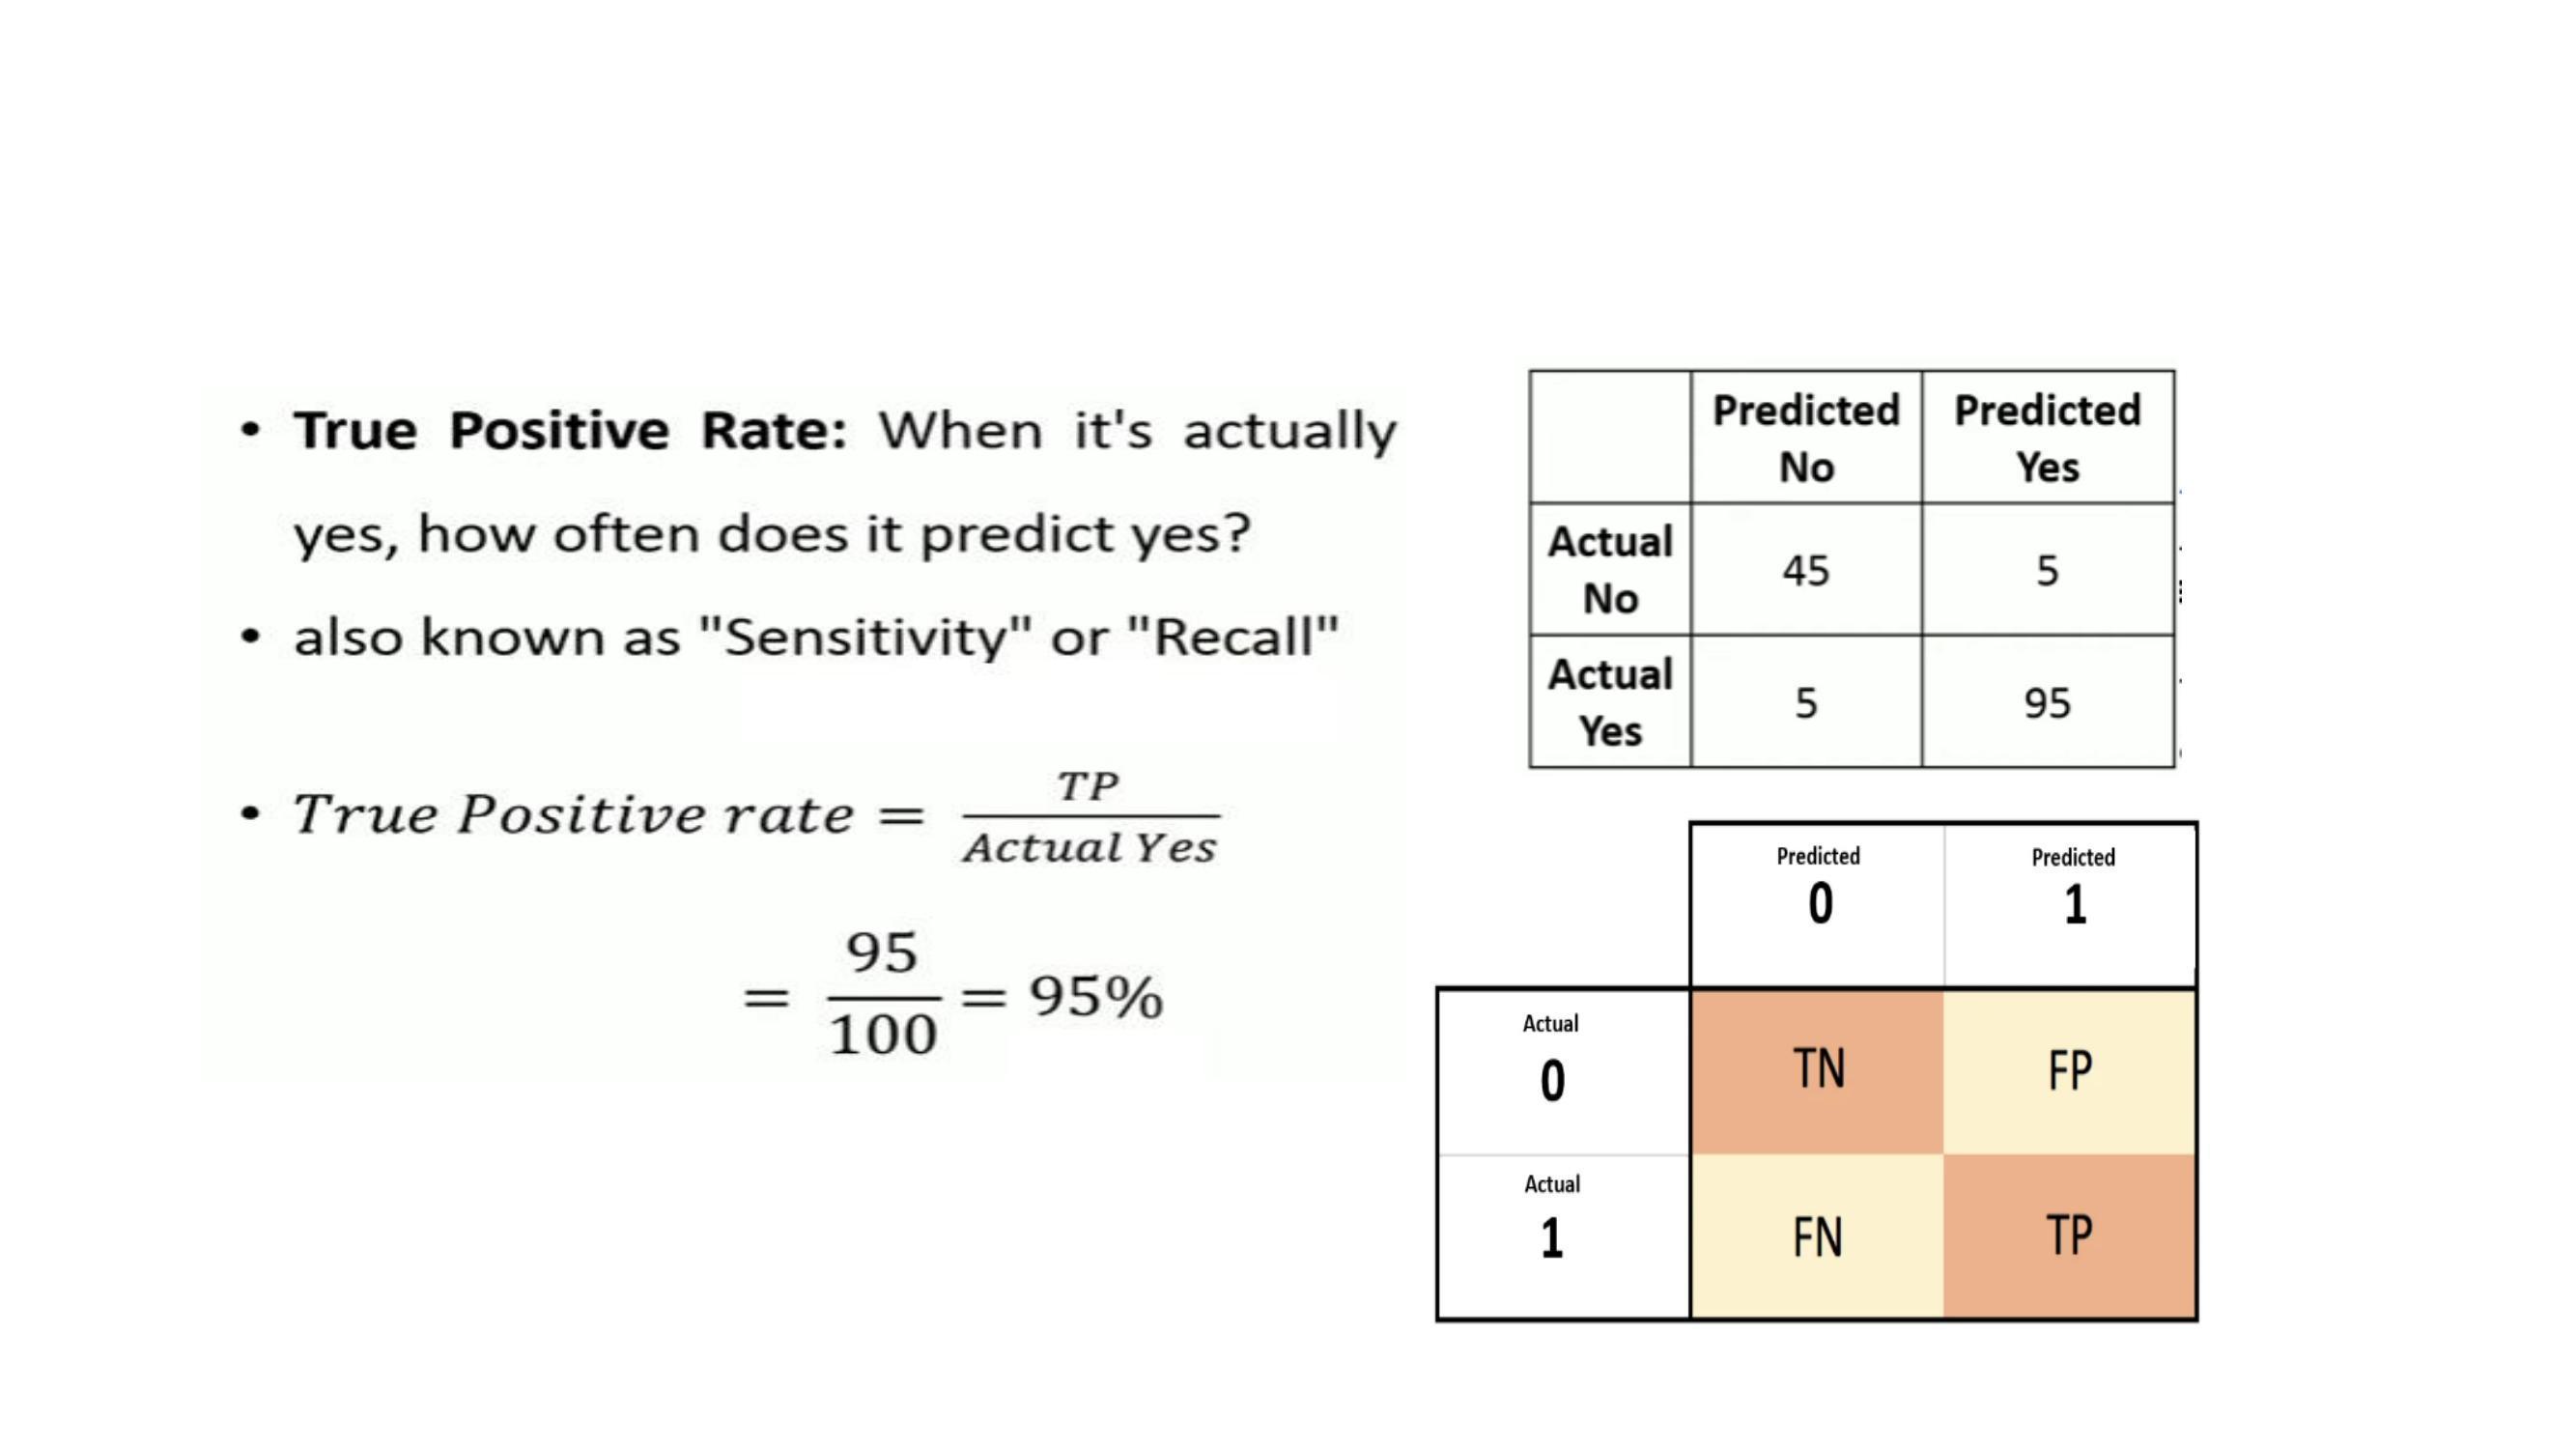 • True Positive Rate: When it's actually
yes, how often does it predict yes?
• also known as "Sensitivity" or "Recall"
• True Positive rate = TP / Actual Yes
= 95 / 100 = 95%
Predicted No Predicted Yes
Actual No 45 5
Actual Yes 5 95
Predicted 0 Predicted 1
Actual 0 TN FP
Actual 1 FN TP